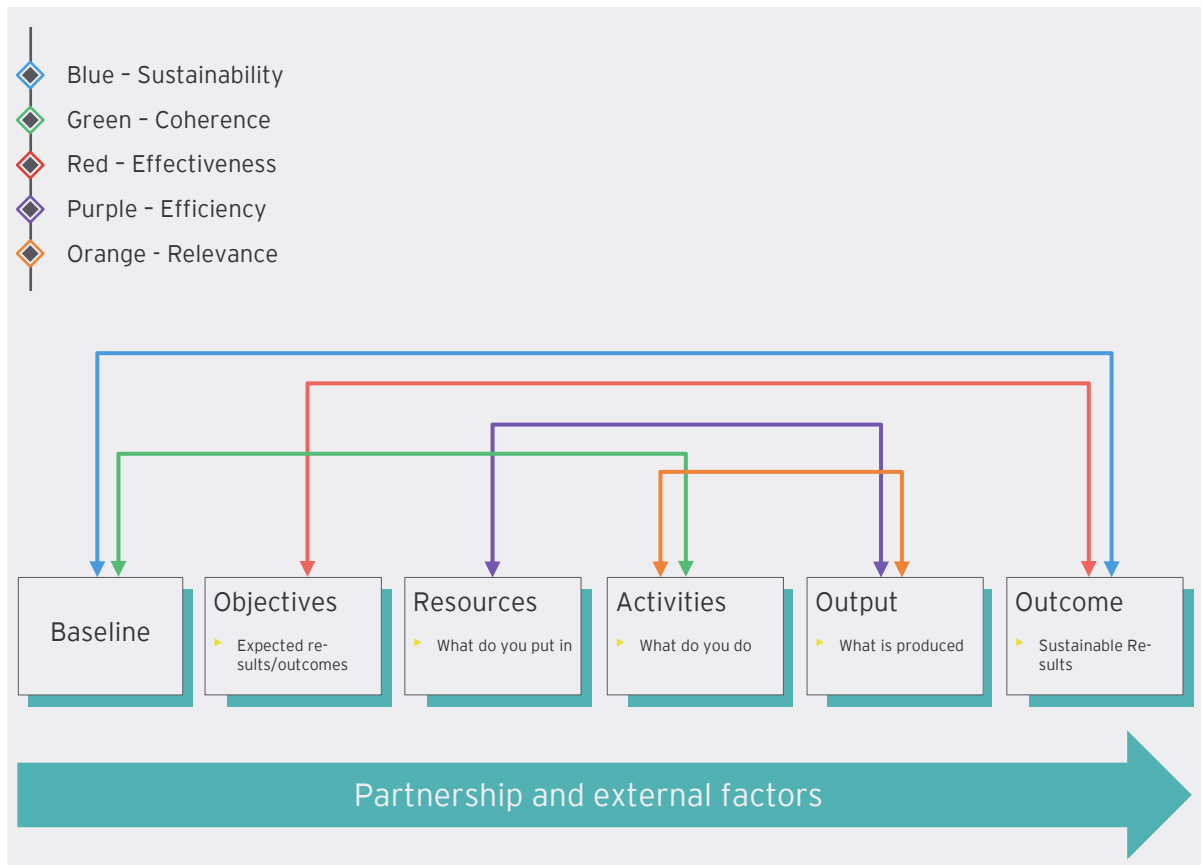 Blue – Sustainability
Green – Coherence
Red – Effectiveness
Purple – Efficiency
Orange - Relevance
Baseline
Objectives
Expected re-
sults/outcomes
Resources
What do you put in
Activities
What do you do
Output
What is produced
Outcome
Sustainable Re-
sults
Partnership and external factors